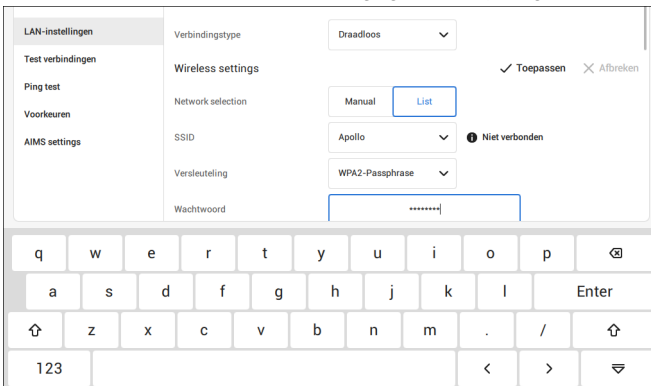 LAN-instellingen
Test verbindingen
Ping test
Voorkeuren
AIMS settings
Verbindingstype Draadloos
Wireless settings Toepassen Afbreken
Network selection Manual List
SSID Apollo Niet verbonden
Versleuteling WPA2-Passphrase
Wachtwoord ********
q w e r t y u i o p
a s d f g h j k l Enter
z x c v b n m . /
123 < >